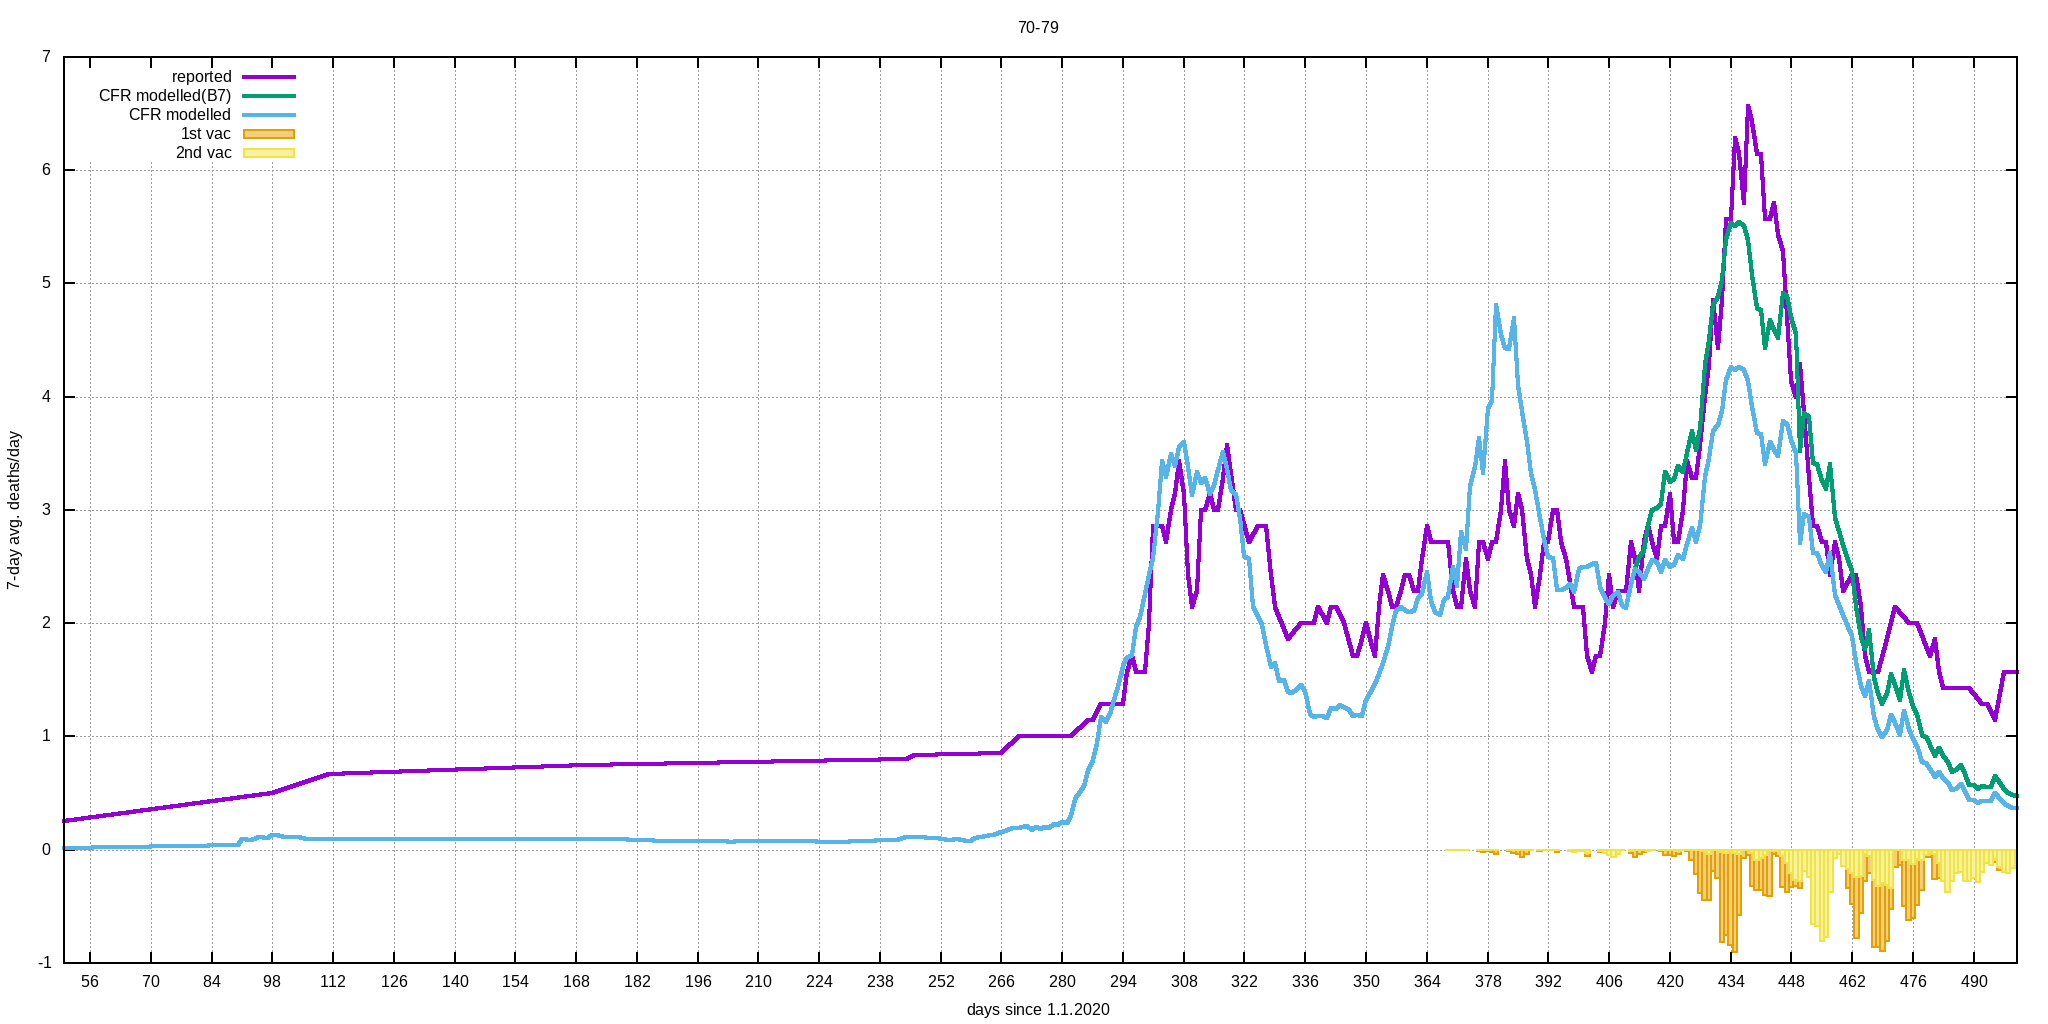 70-79
7
6
5
4
3
2
1
0
-1
7-day avg. deaths/day
reported
CFR modelled(B7)
CFR modelled
1st vac
2nd vac
56 70 84 98 112 126 140 154 168 182 196 210 224 238 252 266 280 294 308 322 336 350 364 378 392 406 420 434 448 462 476 490
days since 1.1.2020